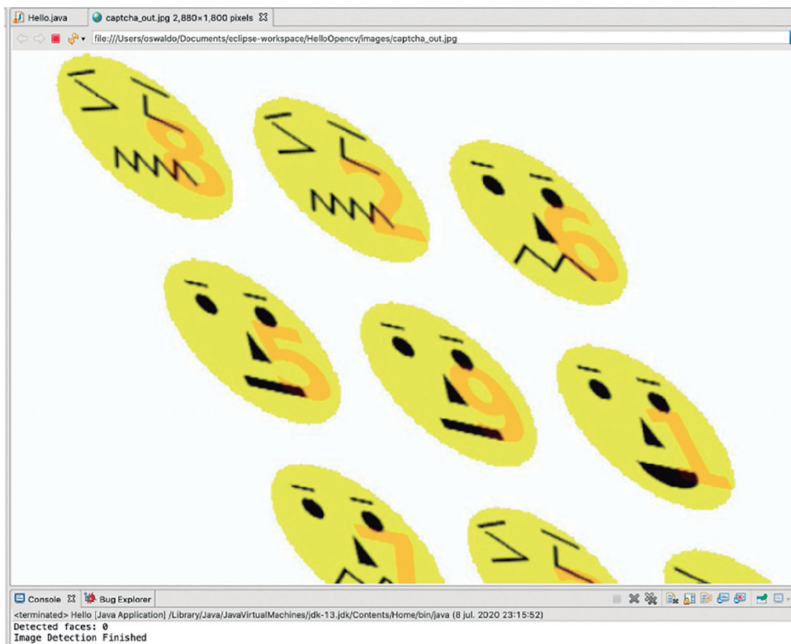 Hello.java captcha_out.jpg 2,880×1,800 pixels
file:///Users/oswaldo/Documents/eclipse-workspace/HelloOpencv/images/captcha_out.jpg
8 2 6
5 9 1
7
Console Bug Explorer
<terminated> Hello [Java Application] /Library/Java/JavaVirtualMachines/jdk-13.jdk/Contents/Home/bin/java (8 jul. 2020 23:15:52)
Detected faces: 0
Image Detection Finished